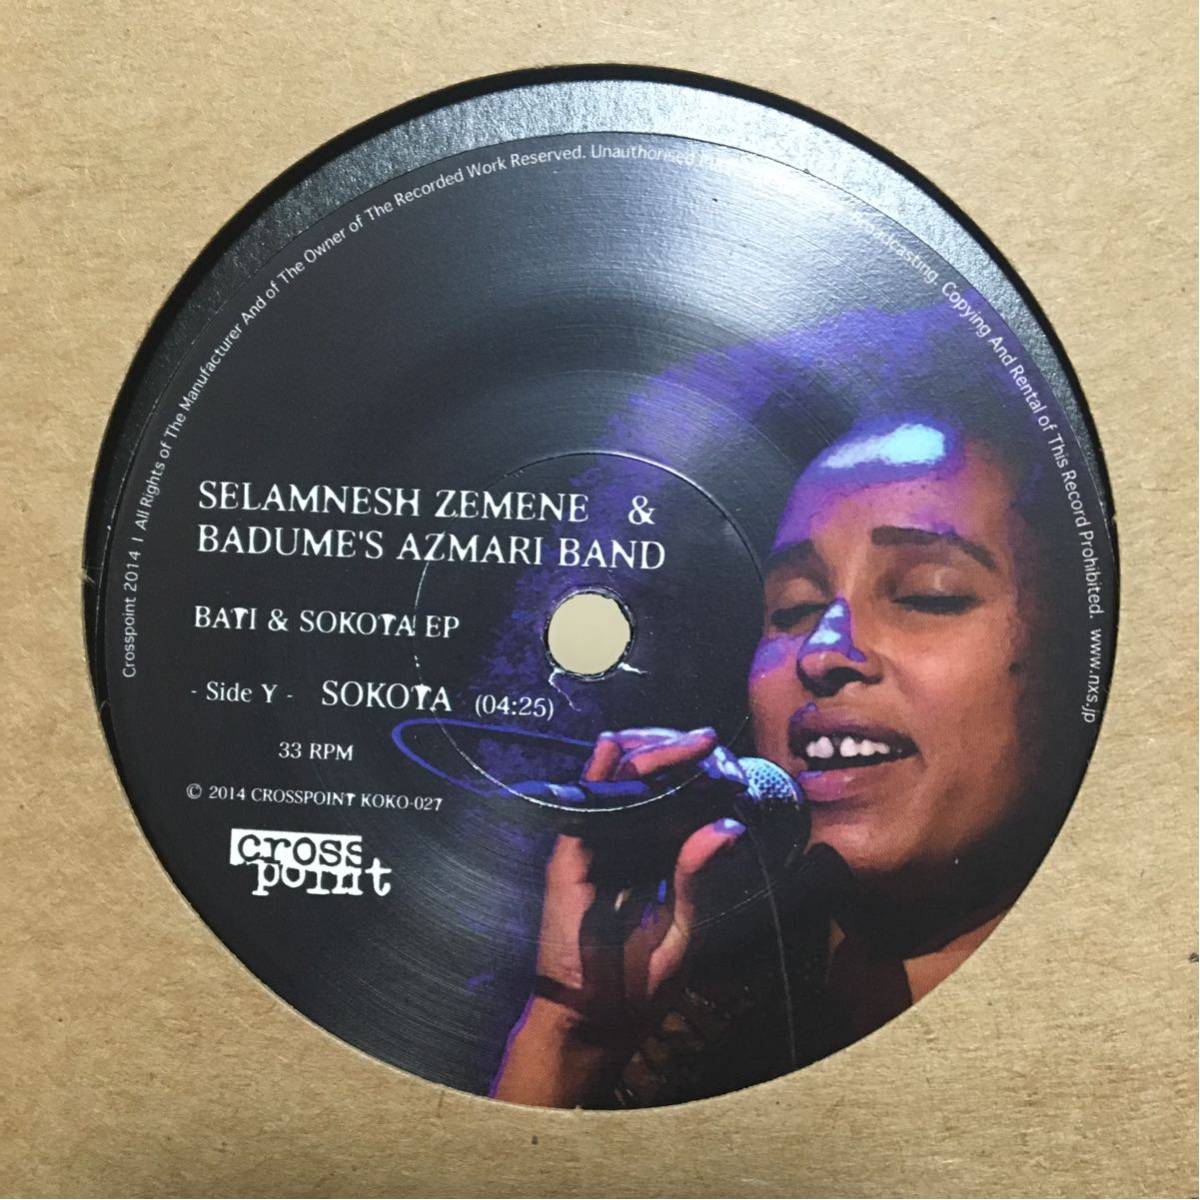 Crosspoint 2014 I All Rights of The Manufacturer And of The Owner of The Recorded Work Reserved. Unauthorised Broadcasting. Copying And Rental of This Record Prohibited. www.nxs.jp
SELAMNESH ZEMENE &
BADUME'S AZMARI BAND
BATI & SOKOTA EP
- Side Y - SOKOTA (04:25)
33 RPM
© 2014 CROSSPOINT KOKO-027
cross
point